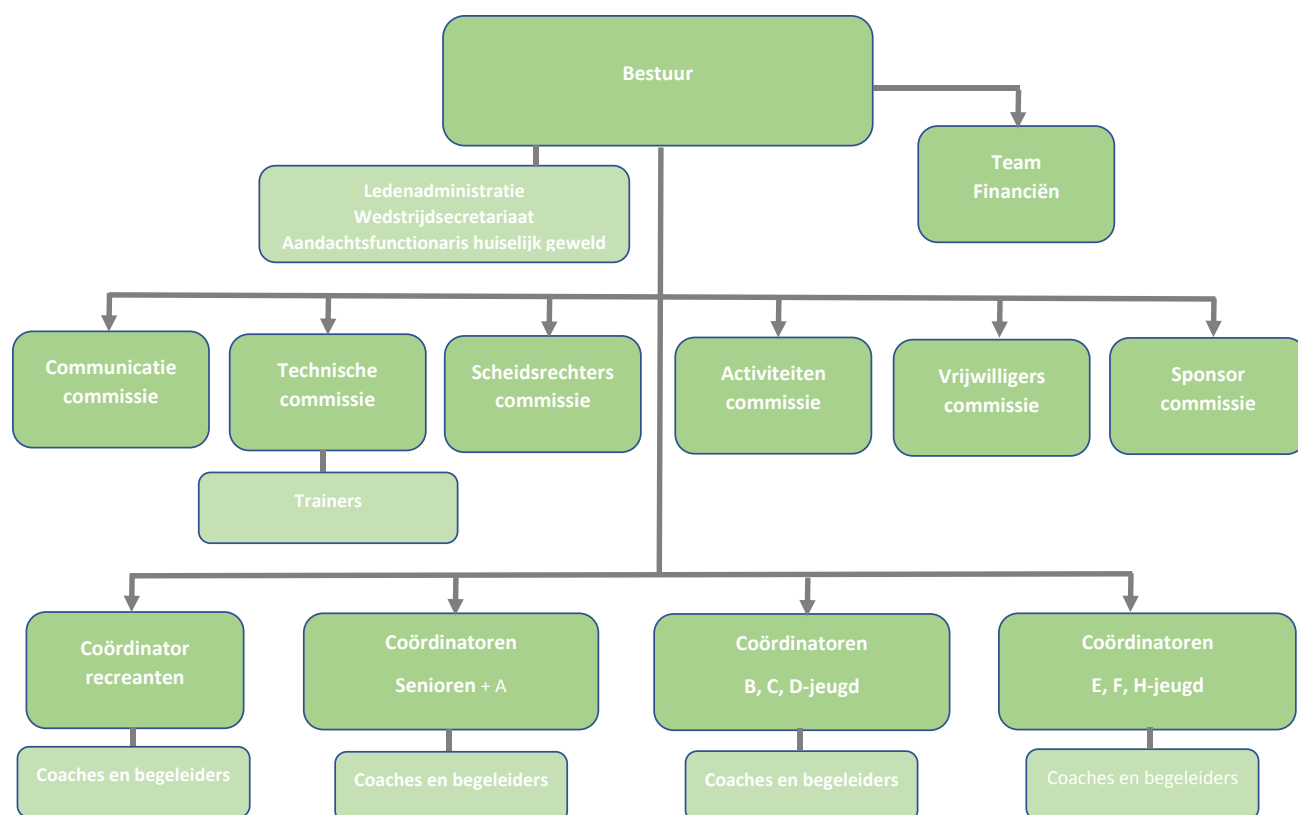 Bestuur
Team
Financiën
Ledenadministratie
Wedstrijdsecretariaat
Aandachtsfunctionaris huiselijk geweld
Communicatie
commissie
Technische
commissie
Scheidsrechters
commissie
Activiteiten
commissie
Vrijwilligers
commissie
Sponsor
commissie
Trainers
Coördinator
recreanten
Coördinatoren
Senioren + A
Coördinatoren
B, C, D-jeugd
Coördinatoren
E, F, H-jeugd
Coaches en begeleiders
Coaches en begeleiders
Coaches en begeleiders
Coaches en begeleiders